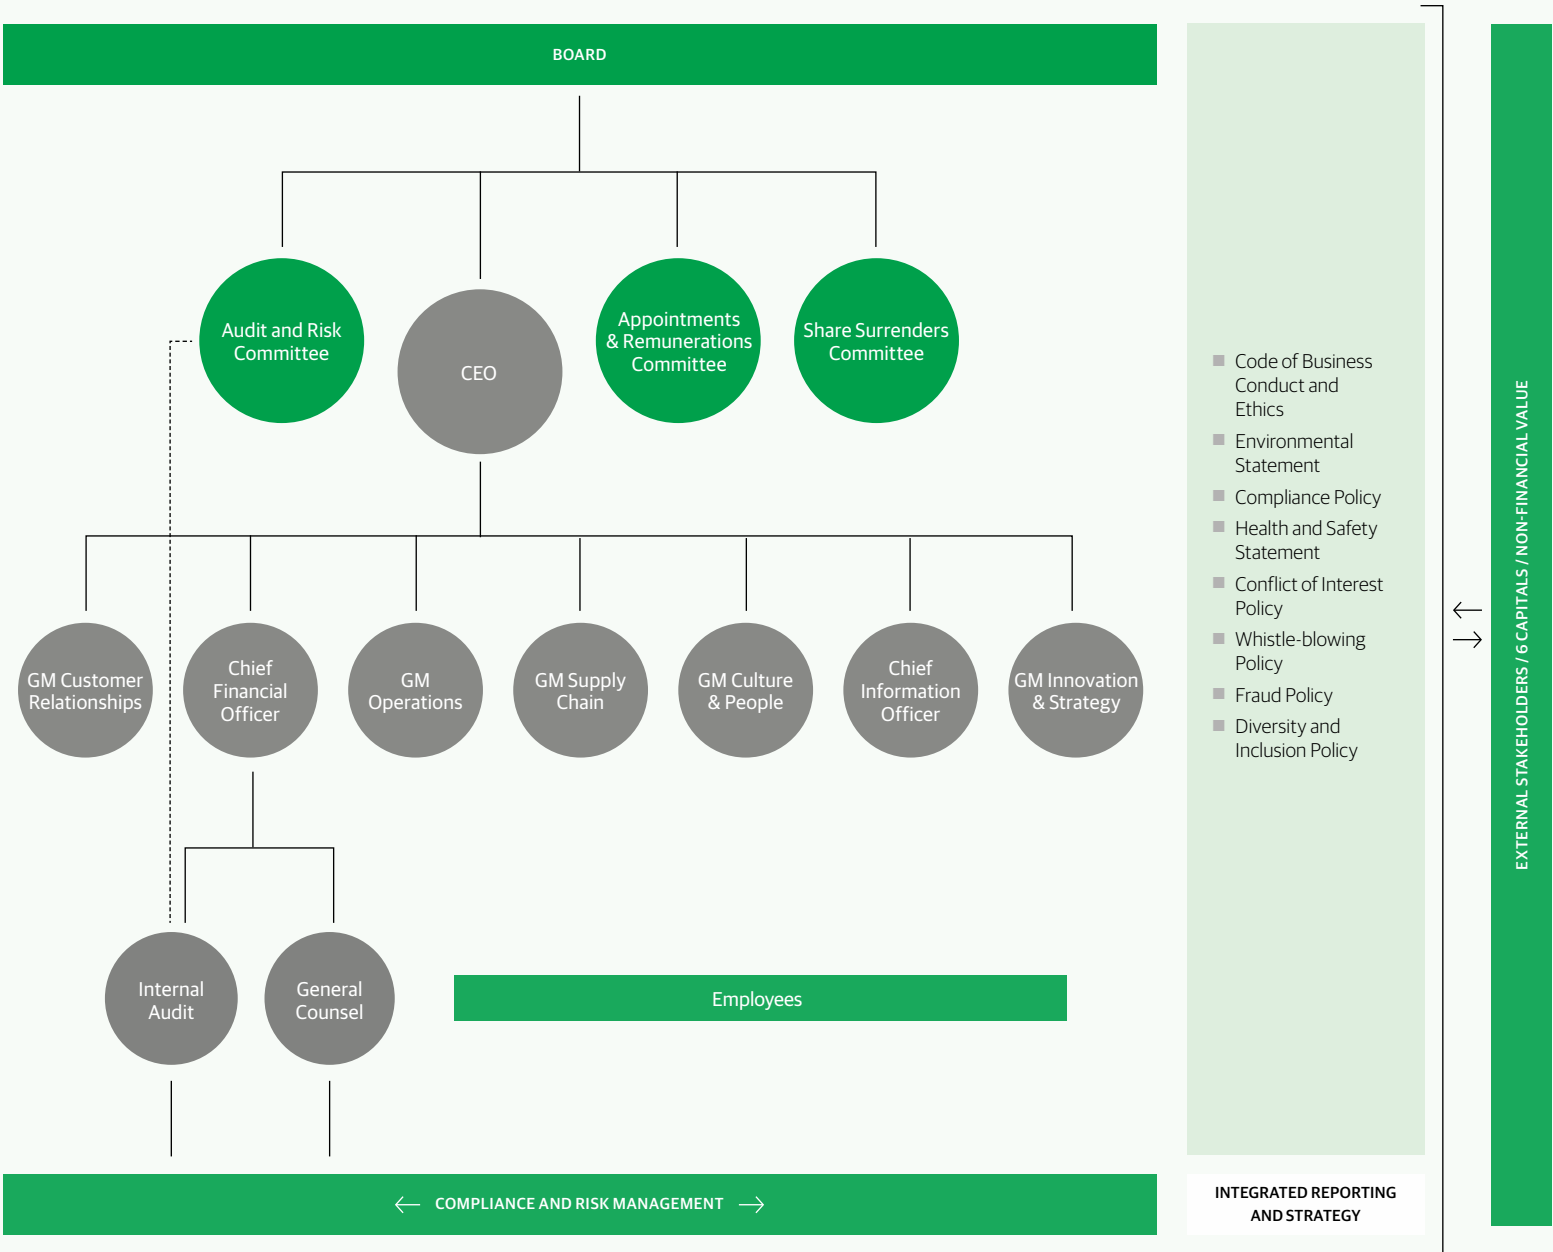 BOARD
Audit and Risk
Committee
CEO
Appointments
& Remunerations
Committee
Share Surrenders
Committee
GM Customer
Relationships
Chief
Financial
Officer
GM
Operations
GM Supply
Chain
GM Culture
& People
Chief
Information
Officer
GM Innovation
& Strategy
Internal
Audit
General
Counsel
Employees
COMPLIANCE AND RISK MANAGEMENT
Code of Business
Conduct and
Ethics
Environmental
Statement
Compliance Policy
Health and Safety
Statement
Conflict of Interest
Policy
Whistle-blowing
Policy
Fraud Policy
Diversity and
Inclusion Policy
INTEGRATED REPORTING
AND STRATEGY
EXTERNAL STAKEHOLDERS / 6 CAPITALS / NON-FINANCIAL VALUE